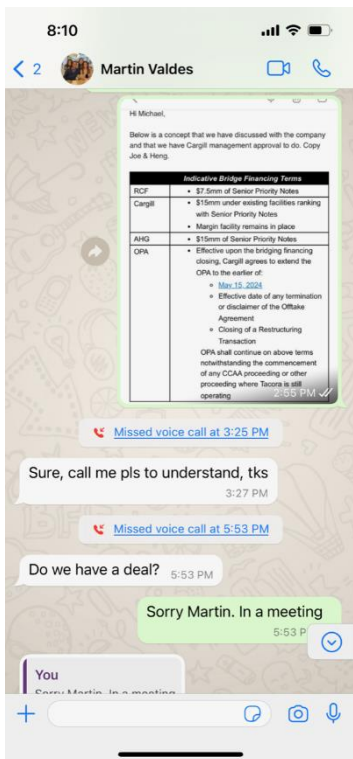 8:10
2
Martin Valdes
Hi Michael,
Below is a concept that we have discussed with the company
and that we have Cargill management approval to do. Copy
Joe & Heng.
Indicative Bridge Financing Terms
RCF
• $7.5mm of Senior Priority Notes
Cargill
• $15mm under existing facilities ranking
with Senior Priority Notes
• Margin facility remains in place
AHG
• $15mm of Senior Priority Notes
OPA
• Effective upon the bridging financing
closing, Cargill agrees to extend the
OPA to the earlier of:
o May 15, 2024
o Effective date of any termination
or disclaimer of the Offtake
Agreement
o Closing of a Restructuring
Transaction
OPA shall continue on above terms
notwithstanding the commencement
of any CCAA proceeding or other
proceeding where Tacora is still
operating
2:55 PM
Missed voice call at 3:25 PM
Sure, call me pls to understand, tks
3:27 PM
Missed voice call at 5:53 PM
Do we have a deal?
5:53 PM
Sorry Martin. In a meeting
5:53 P
You
Sorry Martin. In a meeting